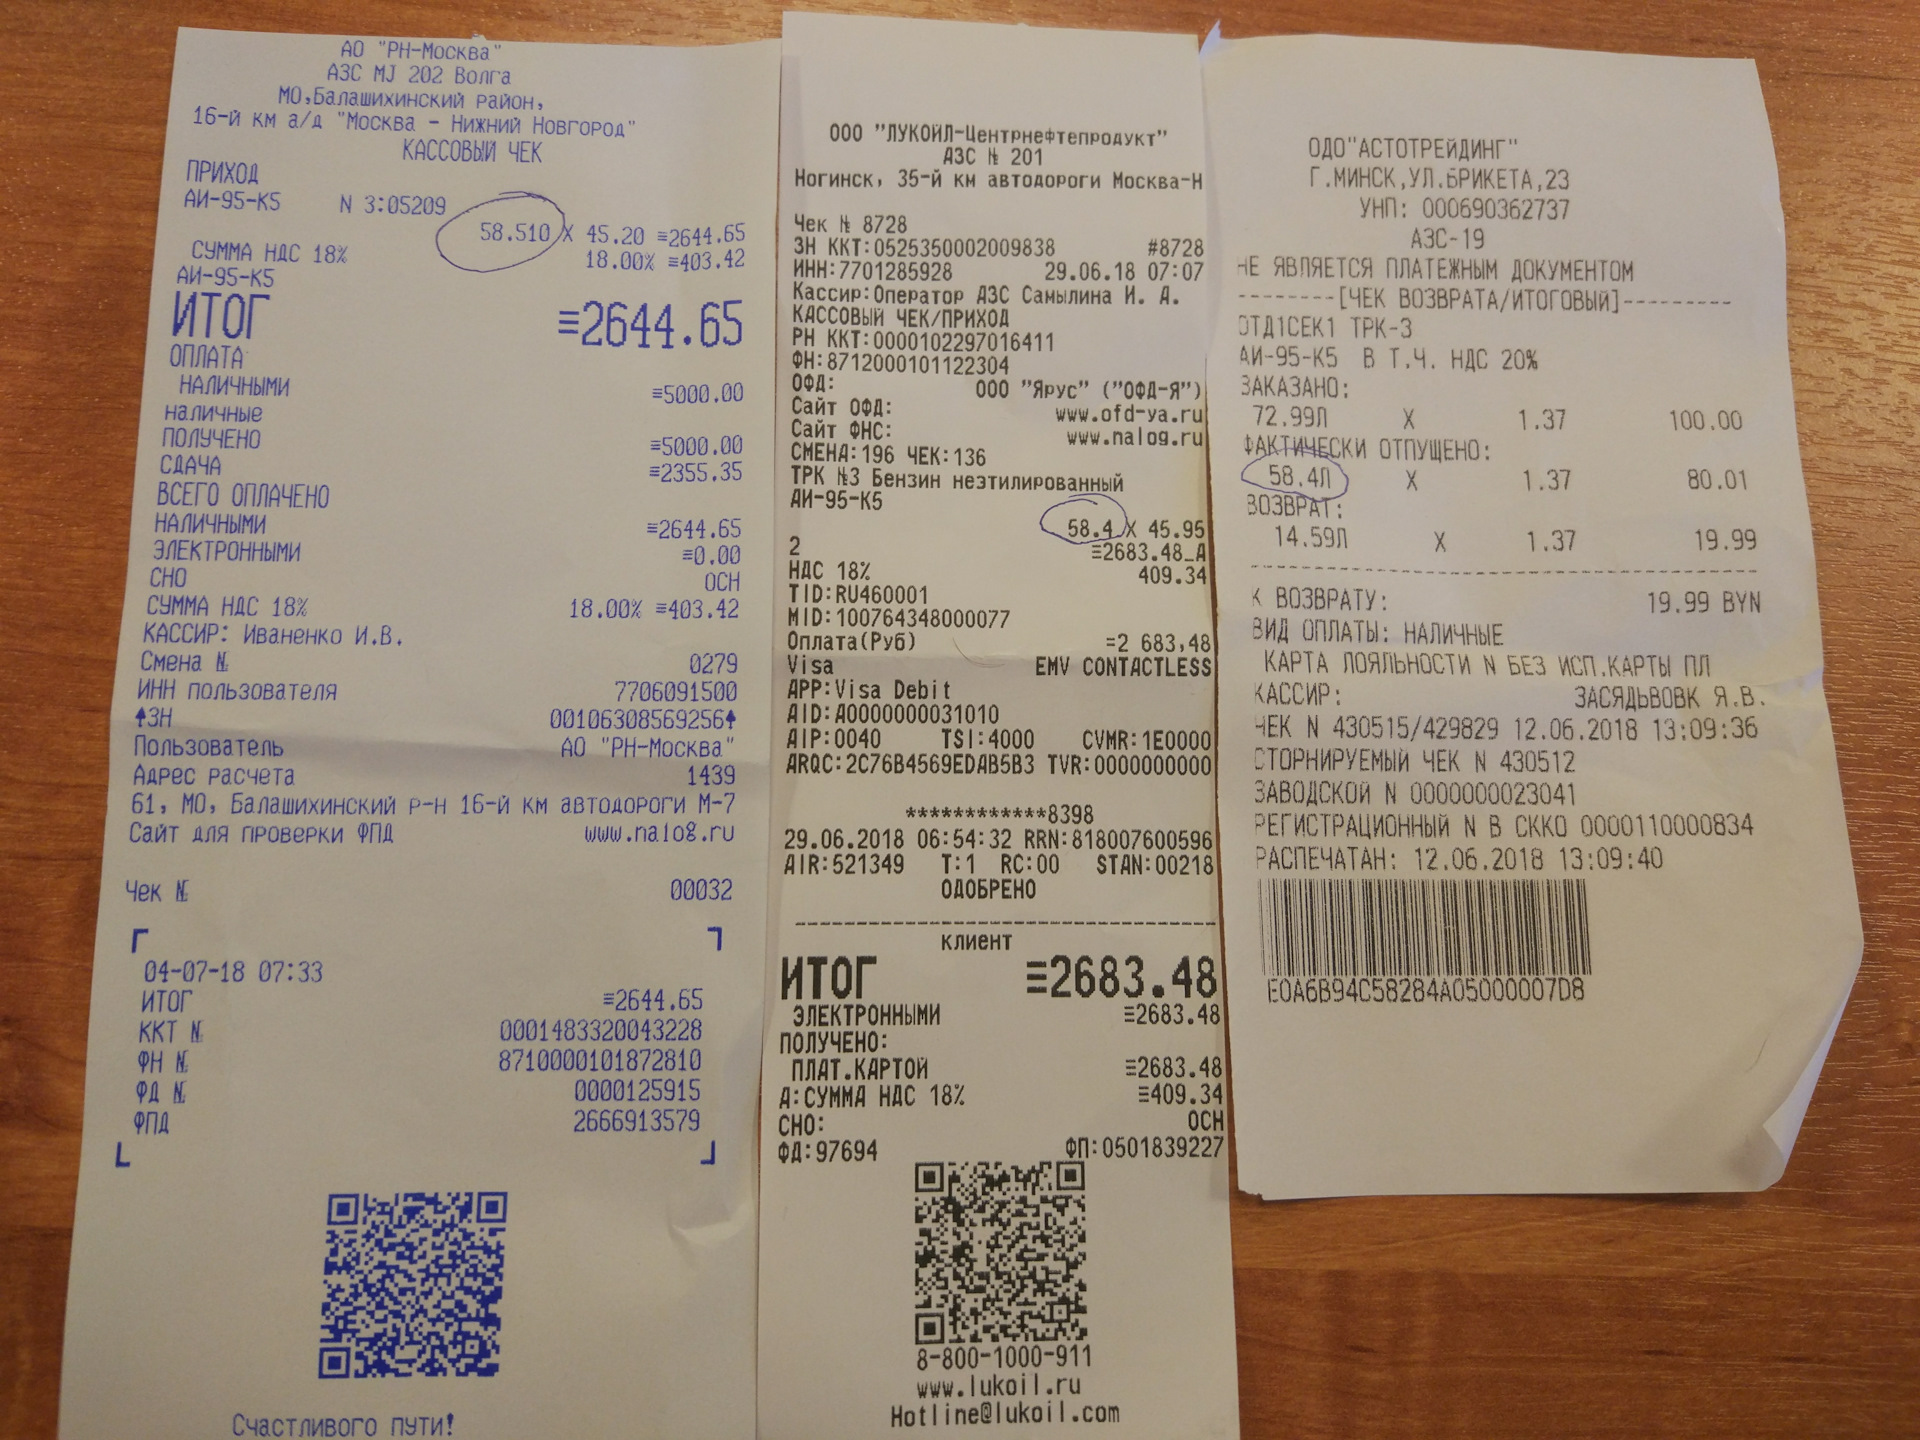 АО "РН-Москва"
АЗС MJ 202 Волга
МО,Балашихинский район,
16-й км а/д "Москва - Нижний Новгород"
КАССОВЫЙ ЧЕК
ПРИХОД
АИ-95-К5 N 3:05209
58.510 X 45.20 ≡2644.65
СУММА НДС 18% 18.00% ≡403.42
АИ-95-К5
ИТОГ ≡2644.65
ОПЛАТА
НАЛИЧНЫМИ ≡5000.00
наличные
ПОЛУЧЕНО ≡5000.00
СДАЧА ≡2355.35
ВСЕГО ОПЛАЧЕНО
НАЛИЧНЫМИ ≡2644.65
ЭЛЕКТРОННЫМИ ≡0.00
СНО ОСН
СУММА НДС 18% 18.00% ≡403.42
КАССИР: Иваненко И.В.
Смена № 0279
ИНН пользователя 7706091500
ЗН 00106308569256
Пользователь АО "РН-Москва"
Адрес расчета 1439
61, МО, Балашихинский р-н 16-й км автодороги М-7
Сайт для проверки ФПД www.nalog.ru
Чек № 00032
04-07-18 07:33
ИТОГ ≡2644.65
ККТ № 0001483320043228
ФН № 8710000101872810
ФД № 0000125915
ФПД 2666913579
Счастливого пути!
ООО "ЛУКОЙЛ-Центрнефтепродукт"
АЗС № 201
Ногинск, 35-й км автодороги Москва-Н
Чек № 8728
ЗН ККТ:0525350002009838 #8728
ИНН:7701285928 29.06.18 07:07
Кассир:Оператор АЗС Самылина И. А.
КАССОВЫЙ ЧЕК/ПРИХОД
РН ККТ:0000102297016411
ФН:8712000101122304
ОФД: ООО "Ярус" ("ОФД-Я")
Сайт ОФД: www.ofd-ya.ru
Сайт ФНС: www.nalog.ru
СМЕНА:196 ЧЕК:136
ТРК №3 Бензин неэтилированный
АИ-95-К5
58.4 X 45.95
2 ≡2683.48_А
НДС 18% 409.34
TID:RU460001
MID:100764348000077
Оплата(Руб) =2 683,48
Visa EMV CONTACTLESS
APP:Visa Debit
AID:A0000000031010
AIP:0040 TSI:4000 CVMR:1E0000
ARQC:2C76B4569EDAB5B3 TVR:0000000000
************8398
29.06.2018 06:54:32 RRN:818007600596
AIR:521349 T:1 RC:00 STAN:00218
ОДОБРЕНО
клиент
ИТОГ ≡2683.48
ЭЛЕКТРОННЫМИ ≡2683.48
ПОЛУЧЕНО:
ПЛАТ.КАРТОЙ ≡2683.48
А:СУММА НДС 18% ≡409.34
СНО: ОСН
ФД:97694 ФП:0501839227
8-800-1000-911
www.lukoil.ru
Hotline@lukoil.com
ОДО"АСТОТРЕЙДИНГ"
Г.МИНСК,УЛ.БРИКЕТА,23
УНП: 000690362737
АЗС-19
НЕ ЯВЛЯЕТСЯ ПЛАТЕЖНЫМ ДОКУМЕНТОМ
--------[ЧЕК ВОЗВРАТА/ИТОГОВЫЙ]---------
ОТД1СЕК1 ТРК-3
АИ-95-К5 В Т.Ч. НДС 20%
ЗАКАЗАНО:
72.99Л X 1.37 100.00
ФАКТИЧЕСКИ ОТПУЩЕНО:
58.4Л X 1.37 80.01
ВОЗВРАТ:
14.59Л X 1.37 19.99
К ВОЗВРАТУ: 19.99 BYN
ВИД ОПЛАТЫ: НАЛИЧНЫЕ
КАРТА ЛОЯЛЬНОСТИ N БЕЗ ИСП.КАРТЫ ПЛ
КАССИР: ЗАСЯДЬВОВК Я.В.
ЧЕК N 430515/429829 12.06.2018 13:09:36
СТОРНИРУЕМЫЙ ЧЕК N 430512
ЗАВОДСКОЙ N 0000000023041
РЕГИСТРАЦИОННЫЙ N В СККО 0000110000834
РАСПЕЧАТАН: 12.06.2018 13:09:40
E0A6B94C58284A05000007D8